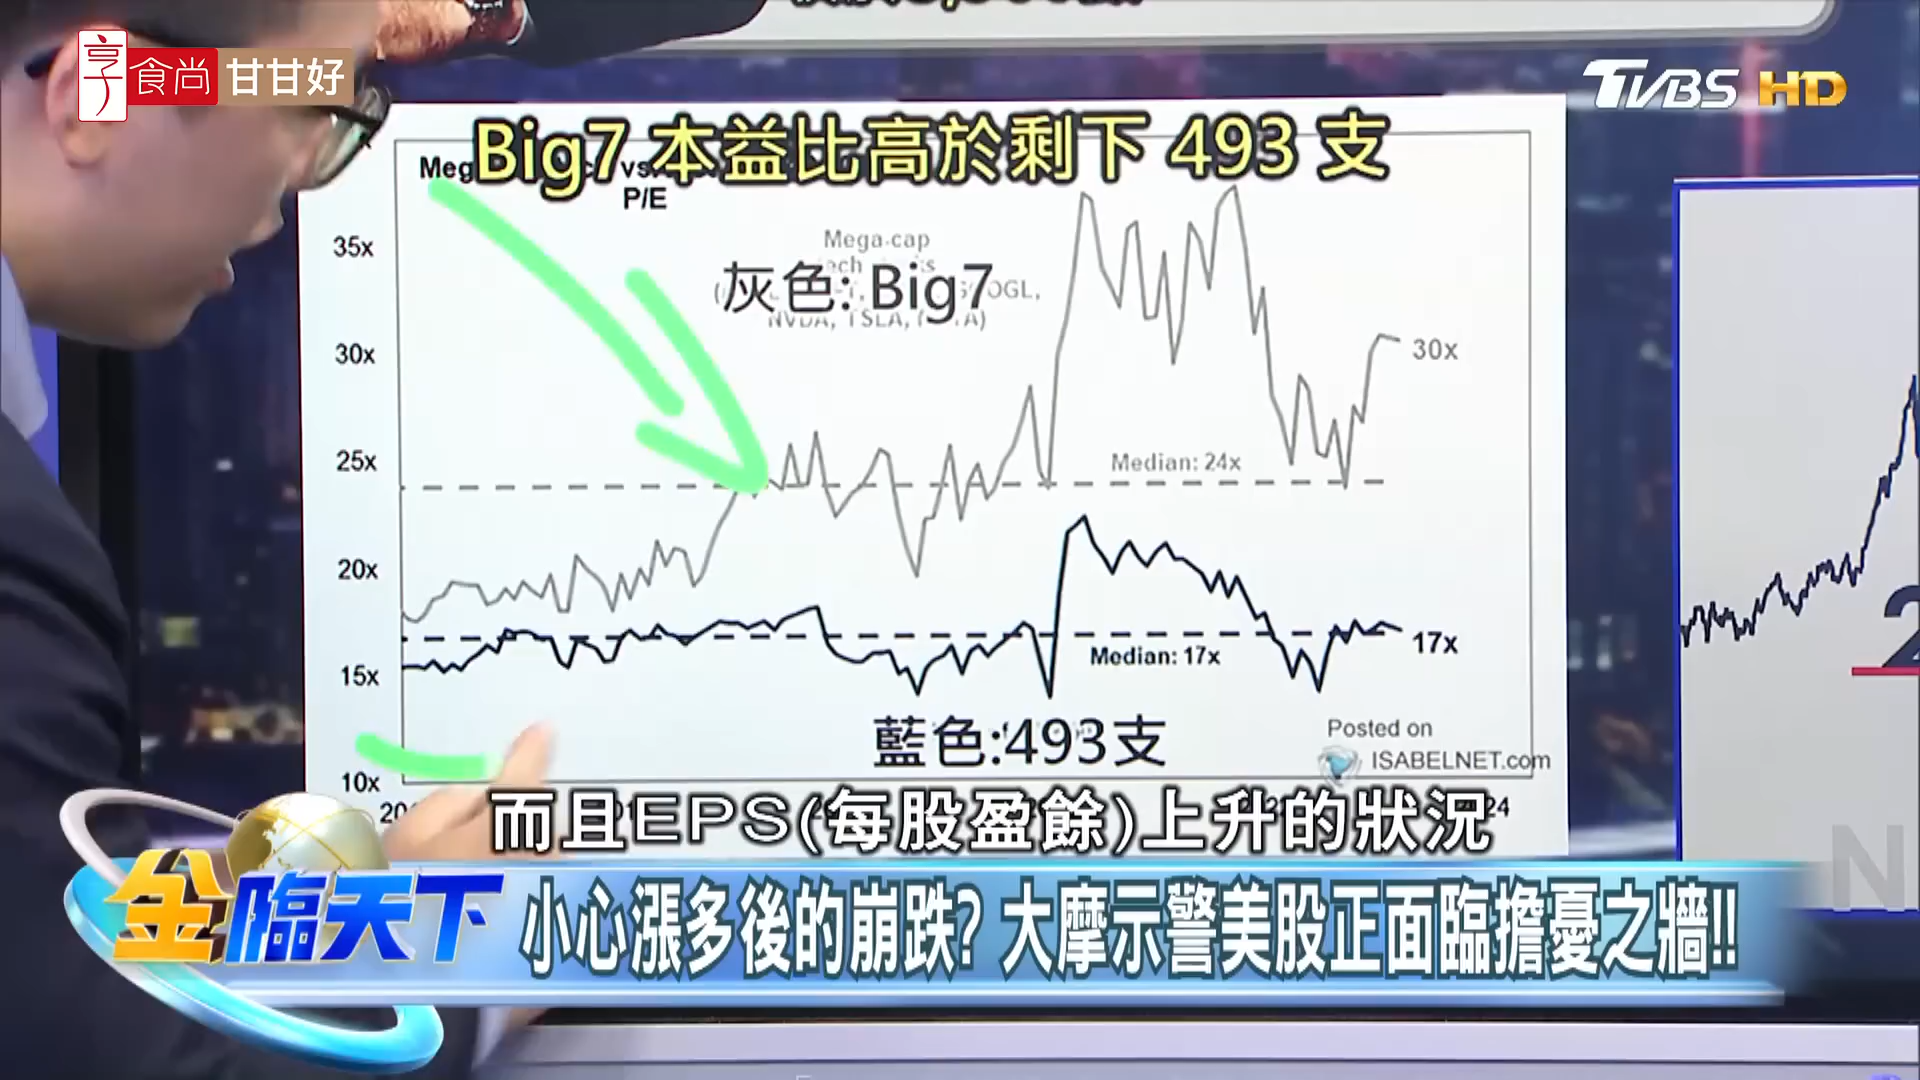 享 食尚 甘甘好
TVBS HD
Big7 本益比高於剩下 493 支
P/E
Mega-cap
灰色: Big7
NVDA, TSLA,
35x
30x
25x
20x
15x
10x
30x
Median: 24x
17x
Median: 17x
藍色:493支
Posted on
ISABELNET.com
而且EPS(每股盈餘)上升的狀況
金臨天下
小心漲多後的崩跌? 大摩示警美股正面臨擔憂之牆!!